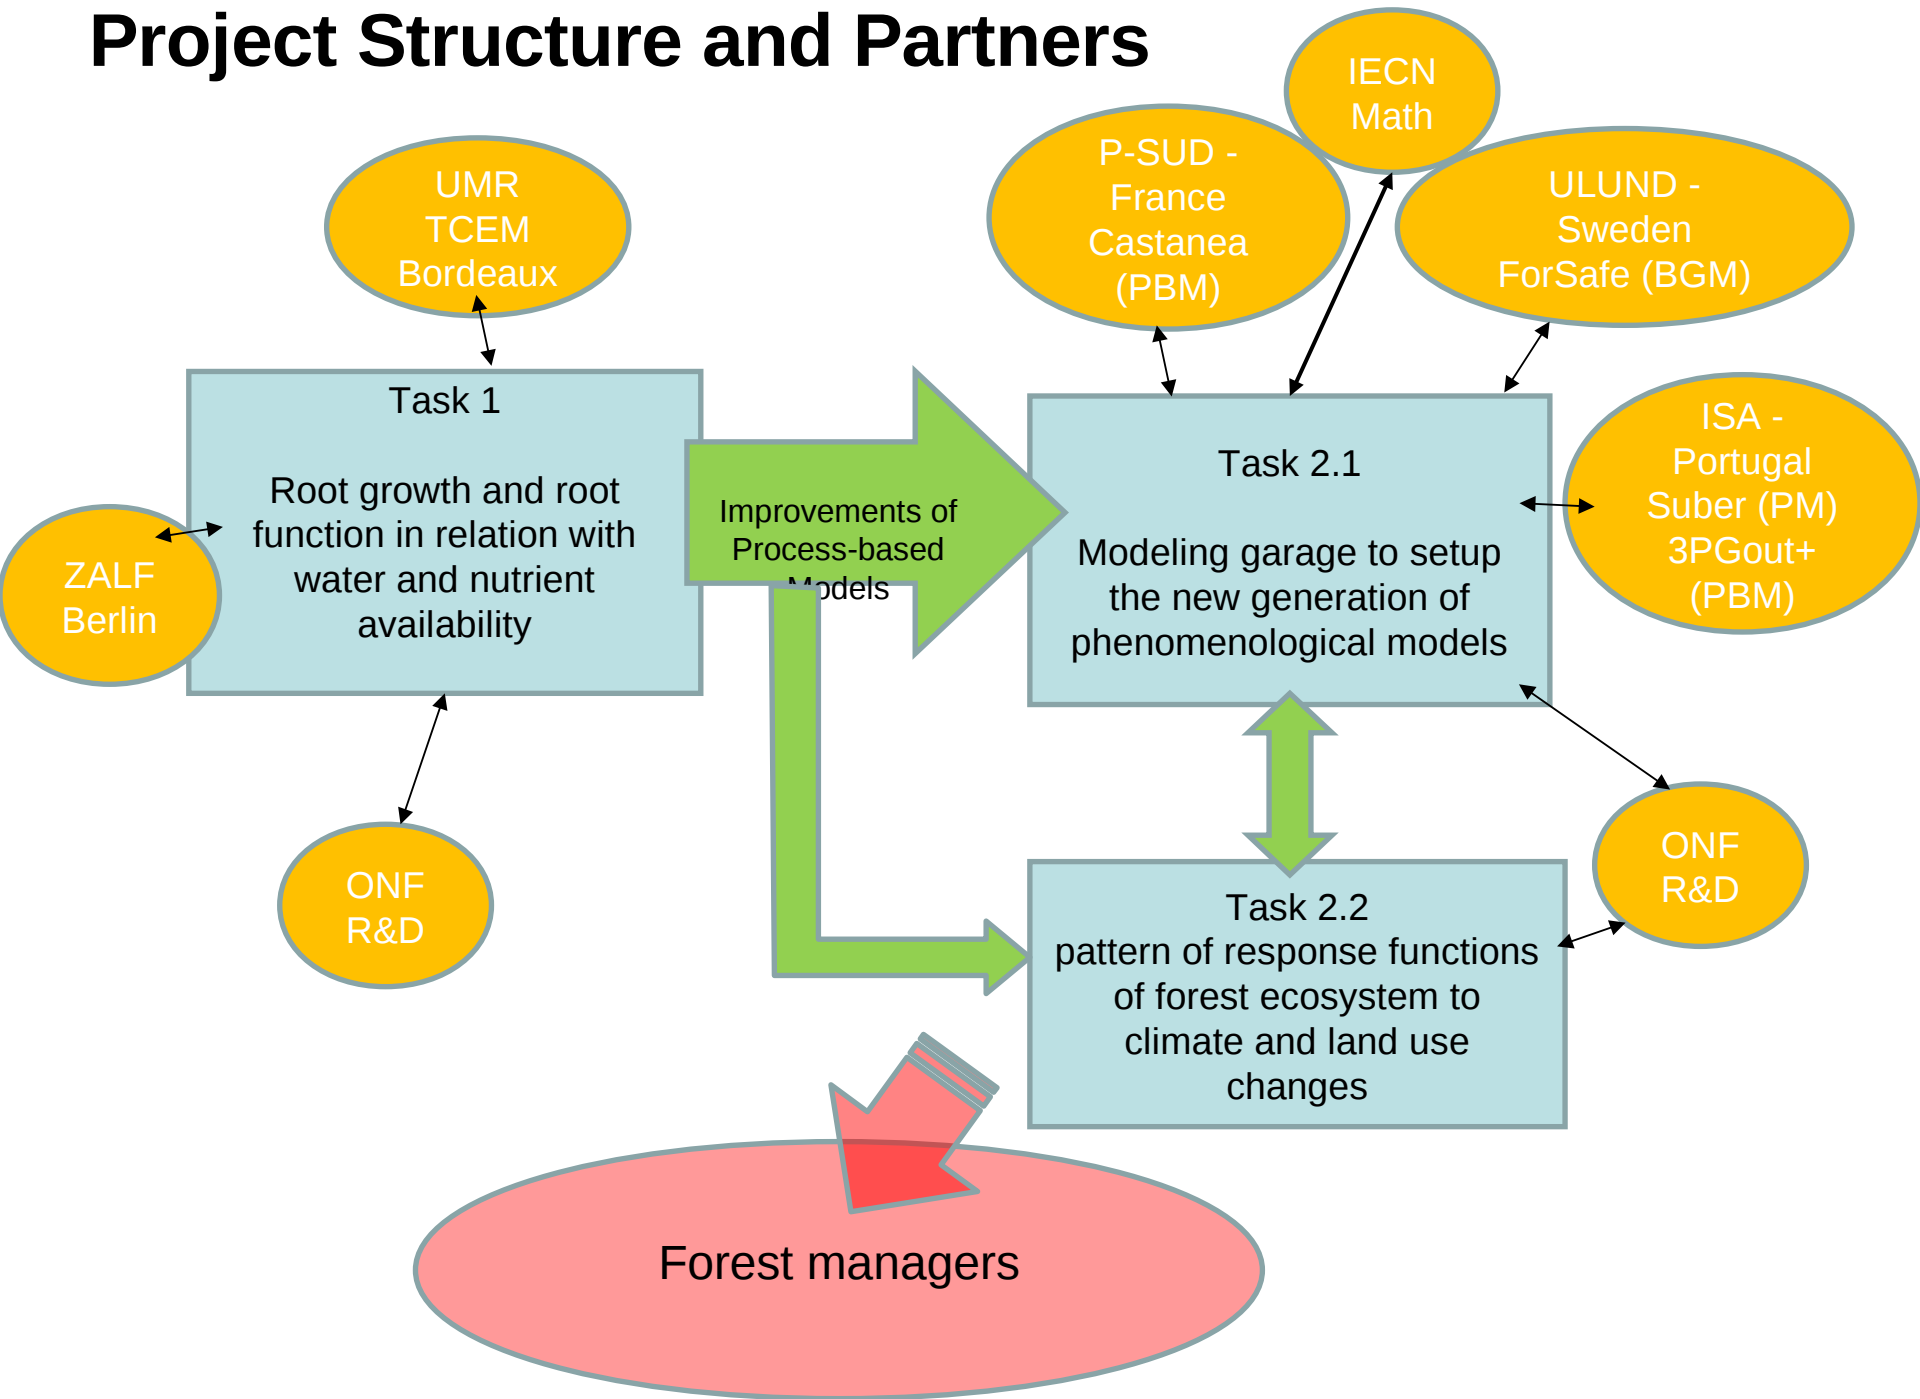 Project Structure and Partners
IECN
Math
P-SUD -
France
Castanea
(PBM)
UMR
TCEM
Bordeaux
ULUND -
Sweden
ForSafe (BGM)
Task 1
Root growth and root
function in relation with
water and nutrient
availability
Improvements of
Process-based
Models
Task 2.1
Modeling garage to setup
the new generation of
phenomenological models
ISA -
Portugal
Suber (PM)
3PGout+
(PBM)
ZALF
Berlin
ONF
R&D
ONF
R&D
Task 2.2
pattern of response functions
of forest ecosystem to
climate and land use
changes
Forest managers